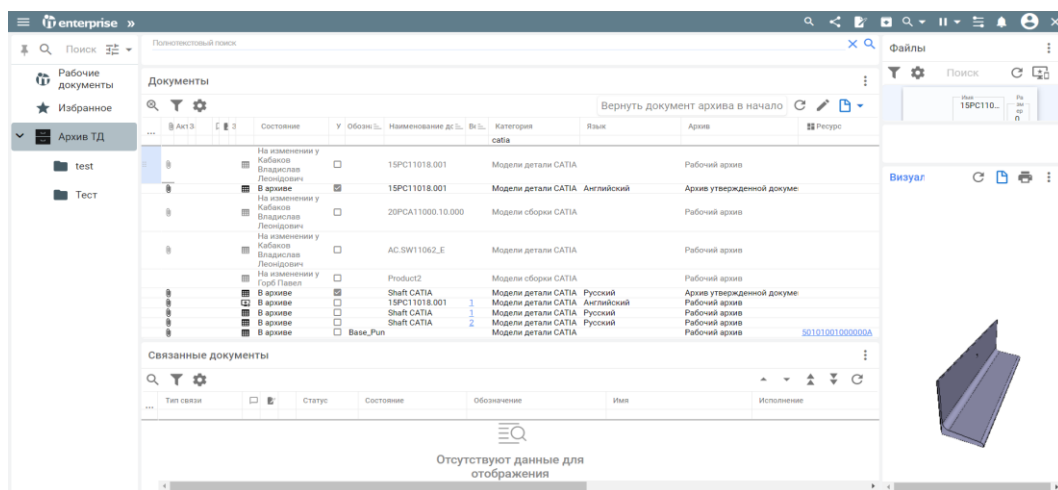 enterprise »
Поиск
Рабочие документы
Избранное
Архив ТД
test
Тест
Полнотекстовый поиск
Документы
Вернуть документ архива в начало
... Состояние У Наименование Категория Язык Архив Ресурс
catia
На изменении у Кабаков Владислав Леонидович 15РС11018.001 Модели детали CATIA Рабочий архив
В архиве 15РС11018.001 Модели детали CATIA Английский Архив утвержденной докуме
На изменении у Кабаков Владислав Леонидович 20РСА11000.10.000 Модели сборки CATIA Рабочий архив
На изменении у Кабаков Владислав Леонидович AC.SW11062_E Модели детали CATIA Рабочий архив
На изменении у Горб Павел Product2 Модели сборки CATIA Рабочий архив
В архиве Shaft CATIA Модели детали CATIA Русский Архив утвержденной докуме
В архиве 15РС11018.001 1 Модели детали CATIA Английский Рабочий архив
В архиве Shaft CATIA 1 Модели детали CATIA Русский Рабочий архив
В архиве Shaft CATIA 2 Модели детали CATIA Русский Рабочий архив
В архиве Base_Pun Модели детали CATIA Рабочий архив 50101001000000A
Связанные документы
... Тип связи Статус Состояние Обозначение Имя Исполнение
Отсутствуют данные для
отображения
Файлы
Поиск
Имя
15PC110...
Визуал